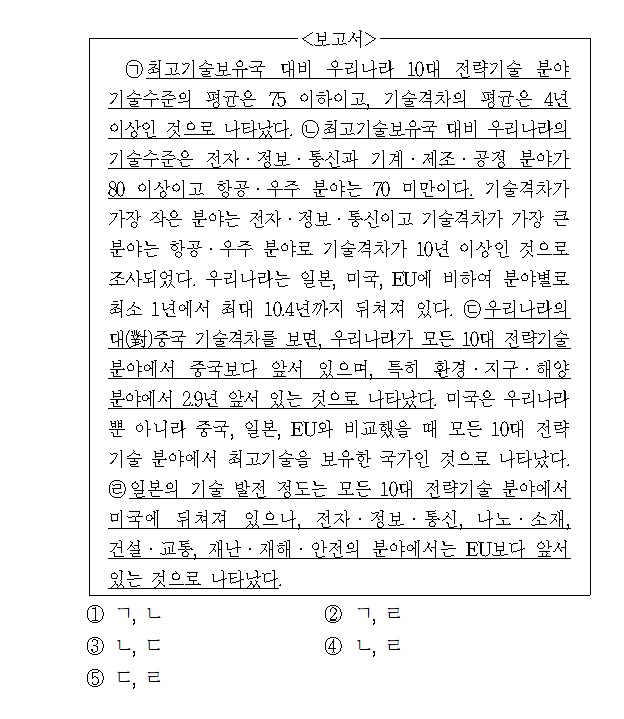 <보고서>
㉠최고기술보유국 대비 우리나라 10대 전략기술 분야
기술수준의 평균은 75 이하이고, 기술격차의 평균은 4년
이상인 것으로 나타났다. ㉡최고기술보유국 대비 우리나라의
기술수준은 전자·정보·통신과 기계·제조·공정 분야가
80 이상이고 항공·우주 분야는 70 미만이다. 기술격차가
가장 작은 분야는 전자·정보·통신이고 기술격차가 가장 큰
분야는 항공·우주 분야로 기술격차가 10년 이상인 것으로
조사되었다. 우리나라는 일본, 미국, EU에 비하여 분야별로
최소 1년에서 최대 10.4년까지 뒤쳐져 있다. ㉢우리나라의
대(對)중국 기술격차를 보면, 우리나라가 모든 10대 전략기술
분야에서 중국보다 앞서 있으며, 특히 환경·지구·해양
분야에서 2.9년 앞서 있는 것으로 나타났다. 미국은 우리나라
뿐 아니라 중국, 일본, EU와 비교했을 때 모든 10대 전략
기술 분야에서 최고기술을 보유한 국가인 것으로 나타났다.
㉣일본의 기술 발전 정도는 모든 10대 전략기술 분야에서
미국에 뒤쳐져 있으나, 전자·정보·통신, 나노·소재,
건설·교통, 재난·재해·안전의 분야에서는 EU보다 앞서
있는 것으로 나타났다.
① ㄱ, ㄴ ② ㄱ, ㄹ
③ ㄴ, ㄷ ④ ㄴ, ㄹ
⑤ ㄷ, ㄹ